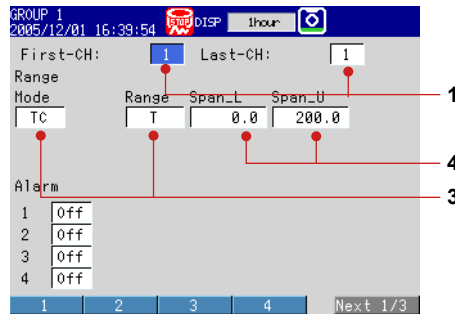 GROUP 1
2005/12/01 16:39:54 STOP DISP 1hour
First-CH: 1 Last-CH: 1
Range
1
Mode Range Span_L Span_U
TC T 0.0 200.0
4
Alarm
3
1 Off
2 Off
3 Off
4 Off
1 2 3 4 Next 1/3